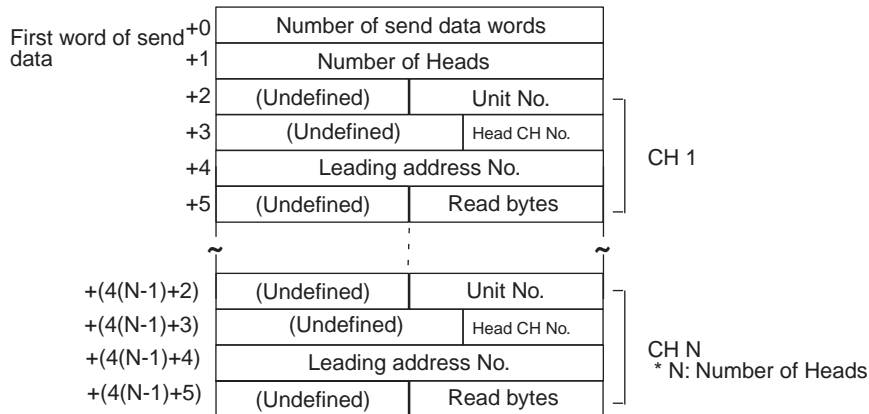 First word of send data
+0 Number of send data words
+1 Number of Heads
+2 (Undefined) Unit No.
+3 (Undefined) Head CH No.
+4 Leading address No.
+5 (Undefined) Read bytes
CH 1
~ ~
+(4(N-1)+2) (Undefined) Unit No.
+(4(N-1)+3) (Undefined) Head CH No.
+(4(N-1)+4) Leading address No.
+(4(N-1)+5) (Undefined) Read bytes
CH N
* N: Number of Heads